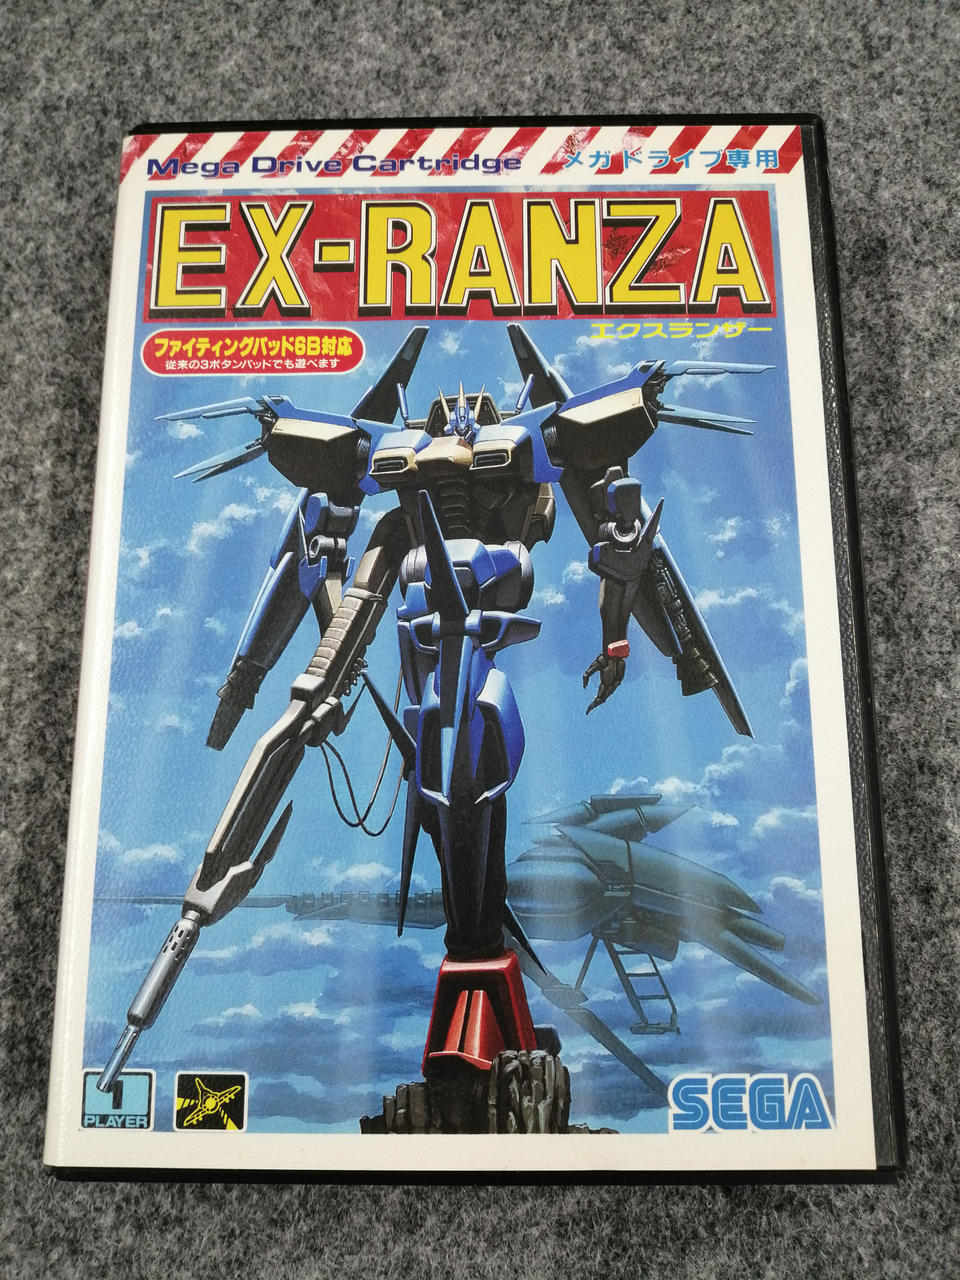 Mega Drive Cartridge メガドライブ専用
EX-RANZA
エクスランザー
ファイティングパッド6B対応
従来の3ボタンパッドでも遊べます
1
PLAYER
SEGA